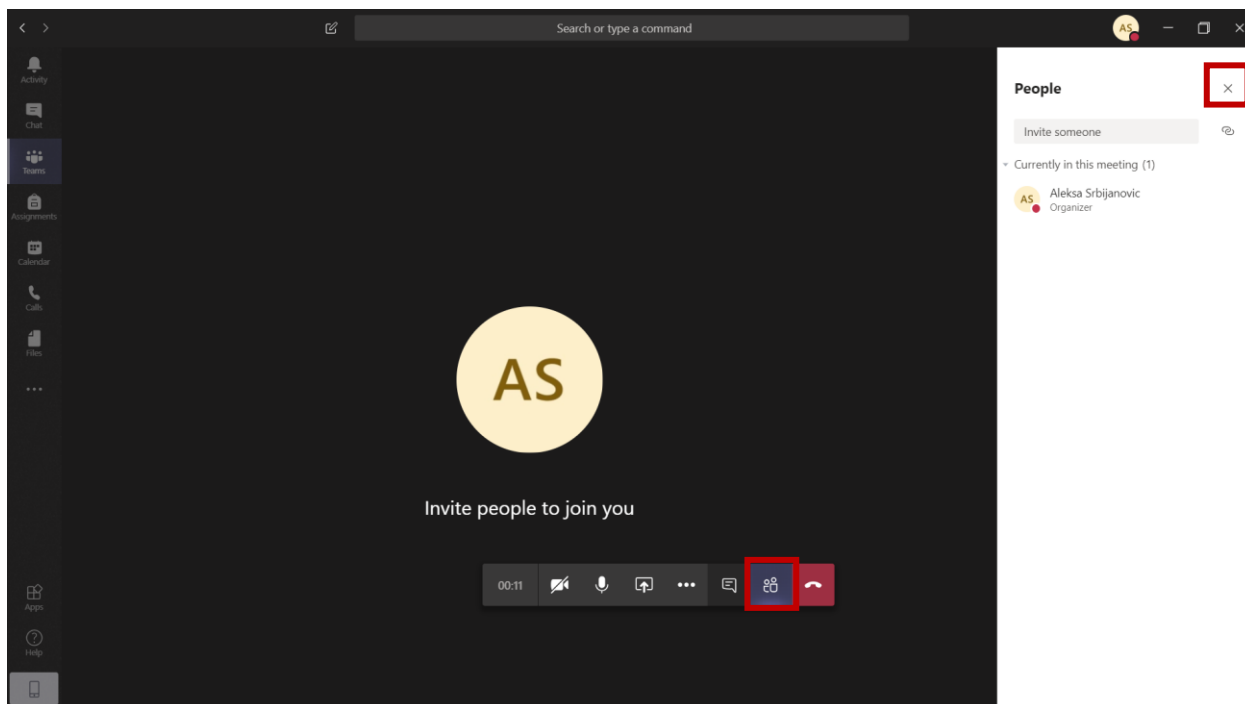 Search or type a command
AS
Activity
Chat
Teams
Assignments
Calendar
Calls
Files
Apps
Help
AS
Invite people to join you
00:11
People
Invite someone
Currently in this meeting (1)
AS
Aleksa Srbijanovic
Organizer